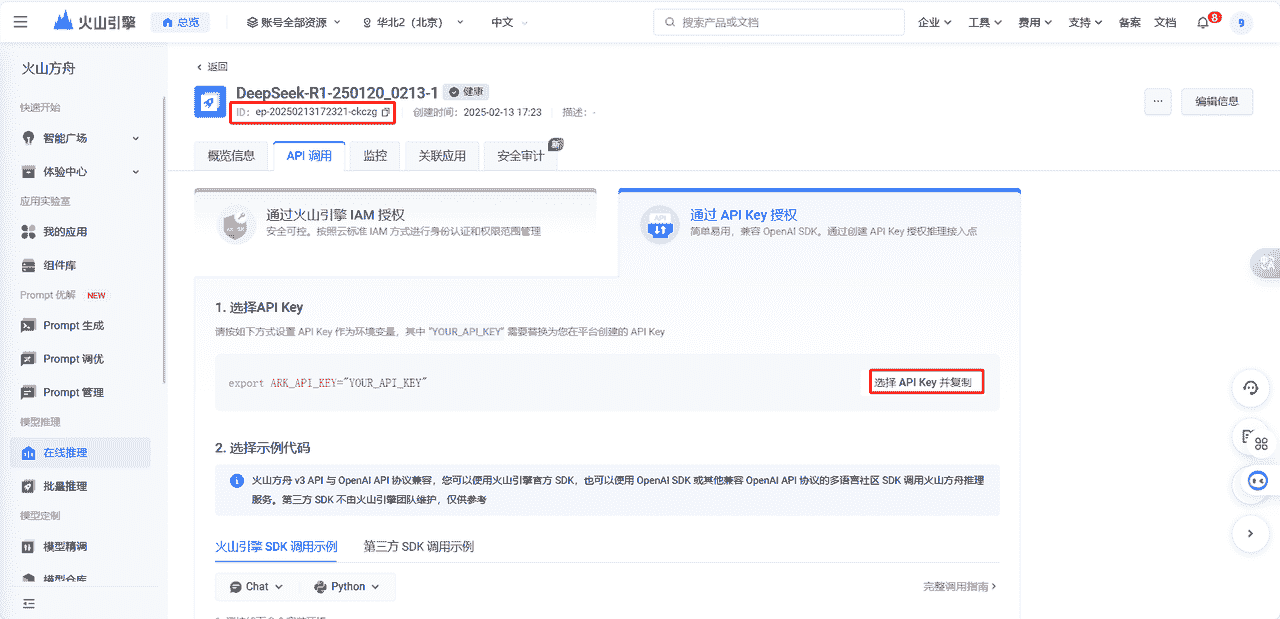 火山引擎
总览
账号全部资源
华北2（北京）
中文
搜索产品或文档
企业
工具
费用
支持
备案
文档
8
9
火山方舟
快速开始
智能广场
体验中心
应用实验室
我的应用
组件库
Prompt 优解 NEW
Prompt 生成
Prompt 调优
Prompt 管理
模型推理
在线推理
批量推理
模型定制
模型精调
模型仓库
返回
DeepSeek-R1-250120_0213-1 健康
ID： ep-20250213172321-ckczg 创建时间： 2025-02-13 17:23 描述： -
... 编辑信息
概览信息
API 调用
监控
关联应用
安全审计
新
通过火山引擎 IAM 授权
安全可控。按照云标准 IAM 方式进行身份认证和权限范围管理
API
通过 API Key 授权
简单易用，兼容 OpenAI SDK。通过创建 API Key 授权推理接入点
1. 选择API Key
请按如下方式设置 API Key 作为环境变量，其中 "YOUR_API_KEY" 需要替换为您在平台创建的 API Key
export ARK_API_KEY="YOUR_API_KEY"
选择 API Key 并复制
2. 选择示例代码
火山方舟 v3 API 与 OpenAI API 协议兼容，您可以使用火山引擎官方 SDK，也可以使用 OpenAI SDK 或其他兼容 OpenAI API 协议的多语言社区 SDK 调用火山方舟推理
服务。第三方 SDK 不由火山引擎团队维护，仅供参考
火山引擎 SDK 调用示例
第三方 SDK 调用示例
Chat
Python
完整调用指南